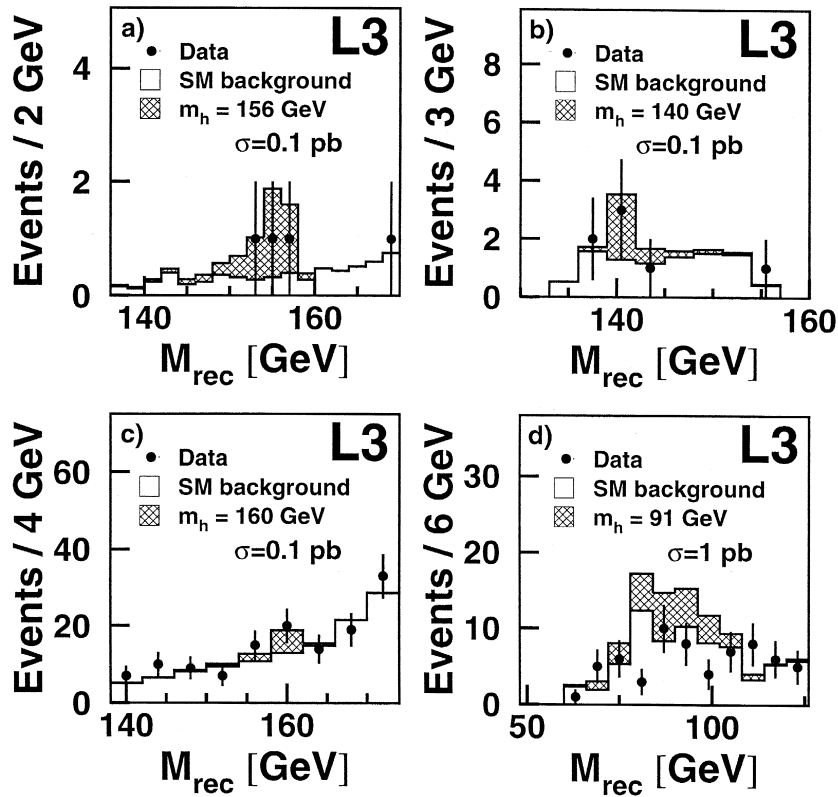 a)
L3
Data
SM background
m_h = 156 GeV
σ=0.1 pb
Events / 2 GeV
4
2
0
140
160
M_rec [GeV]
b)
L3
Data
SM background
m_h = 140 GeV
σ=0.1 pb
Events / 3 GeV
8
6
4
2
0
140
160
M_rec [GeV]
c)
L3
Data
SM background
m_h = 160 GeV
σ=0.1 pb
Events / 4 GeV
60
40
20
0
140
160
M_rec [GeV]
d)
L3
Data
SM background
m_h = 91 GeV
σ=1 pb
Events / 6 GeV
30
20
10
0
50
100
M_rec [GeV]